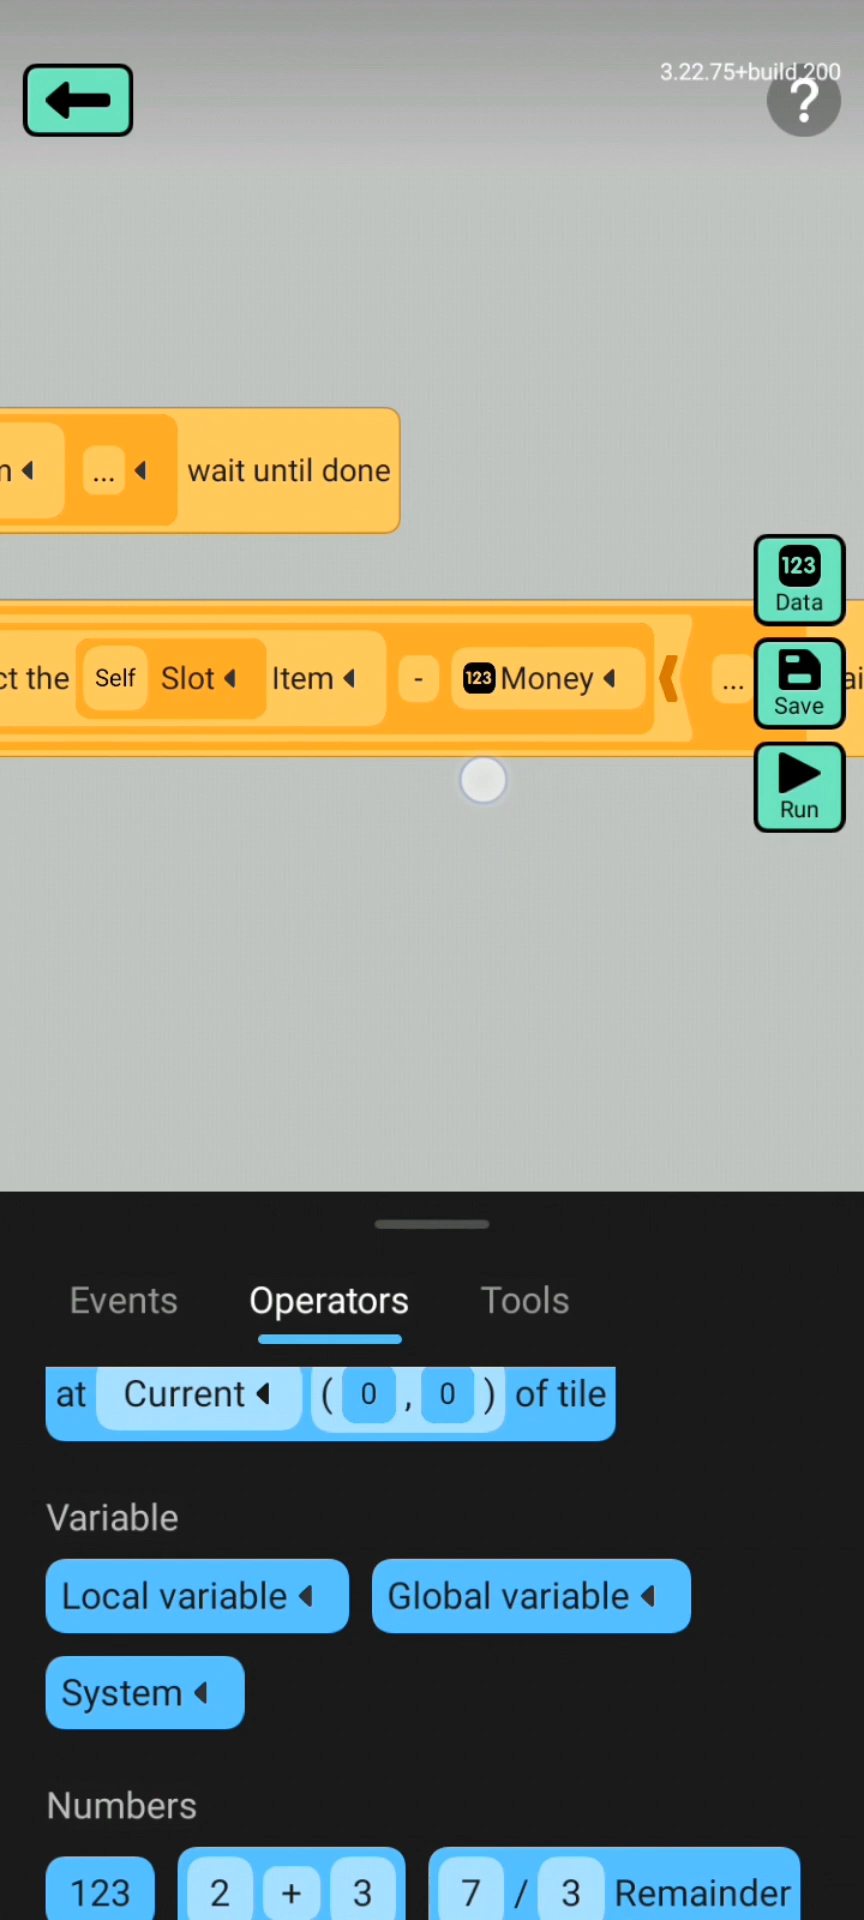 3.22.75+build.200
?
n ... wait until done
123
Data
ct the Self Slot Item - 123 Money ... ai
Save
Run
Events Operators Tools
at Current ( 0 , 0 ) of tile
Variable
Local variable Global variable
System
Numbers
123 2 + 3 7 / 3 Remainder